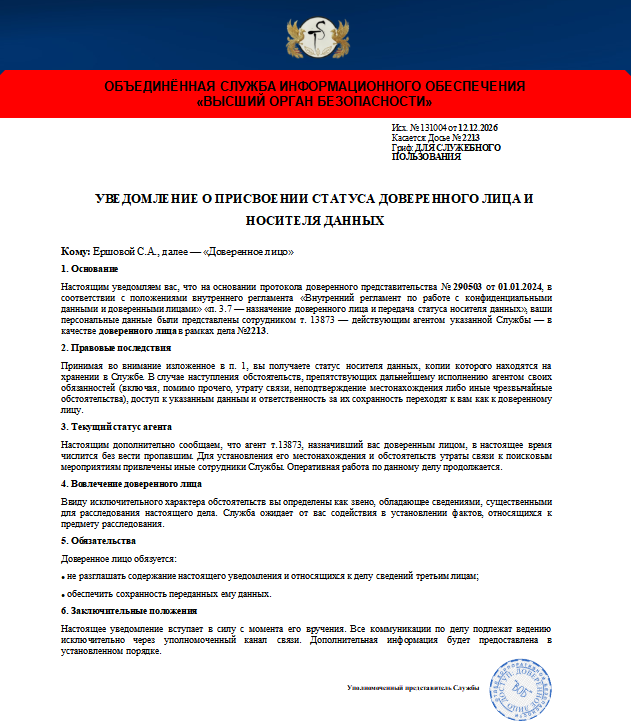 ОБЪЕДИНЁННАЯ СЛУЖБА ИНФОРМАЦИОННОГО ОБЕСПЕЧЕНИЯ
«ВЫСШИЙ ОРГАН БЕЗОПАСНОСТИ»
Исх. № 131004 от 12.12.2026
Касается: Досье № 2213
Гриф: ДЛЯ СЛУЖЕБНОГО
ПОЛЬЗОВАНИЯ
УВЕДОМЛЕНИЕ О ПРИСВОЕНИИ СТАТУСА ДОВЕРЕННОГО ЛИЦА И
НОСИТЕЛЯ ДАННЫХ
Кому: Ершовой С.А., далее — «Доверенное лицо»
1. Основание
Настоящим уведомляем вас, что на основании протокола доверенного представительства № 290503 от 01.01.2024, в
соответствии с положениями внутреннего регламента «Внутренний регламент по работе с конфиденциальными
данными и доверенными лицами» «п. 3.7 — назначение доверенного лица и передача статуса носителя данных», ваши
персональные данные были представлены сотрудником т. 13873 — действующим агентом указанной Службы — в
качестве доверенного лица в рамках дела №2213.
2. Правовые последствия
Принимая во внимание изложенное в п. 1, вы получаете статус носителя данных, копии которого находятся на
хранении в Службе. В случае наступления обстоятельств, препятствующих дальнейшему исполнению агентом своих
обязанностей (включая, помимо прочего, утрату связи, неподтверждение местонахождения либо иные чрезвычайные
обстоятельства), доступ к указанным данным и ответственность за их сохранность переходят к вам как к доверенному
лицу.
3. Текущий статус агента
Настоящим дополнительно сообщаем, что агент т.13873, назначивший вас доверенным лицом, в настоящее время
числится без вести пропавшим. Для установления его местонахождения и обстоятельств утраты связи к поисковым
мероприятиям привлечены иные сотрудники Службы. Оперативная работа по данному делу продолжается.
4. Вовлечение доверенного лица
Ввиду исключительного характера обстоятельств вы определены как звено, обладающее сведениями, существенными
для расследования настоящего дела. Служба ожидает от вас содействия в установлении фактов, относящихся к
предмету расследования.
5. Обязательства
Доверенное лицо обязуется:
• не разглашать содержание настоящего уведомления и относящихся к делу сведений третьим лицам;
• обеспечить сохранность переданных ему данных.
6. Заключительные положения
Настоящее уведомление вступает в силу с момента его вручения. Все коммуникации по делу подлежат ведению
исключительно через уполномоченный канал связи. Дополнительная информация будет предоставлена в
установленном порядке.
Уполномоченный представитель Службы
"ВОБ"